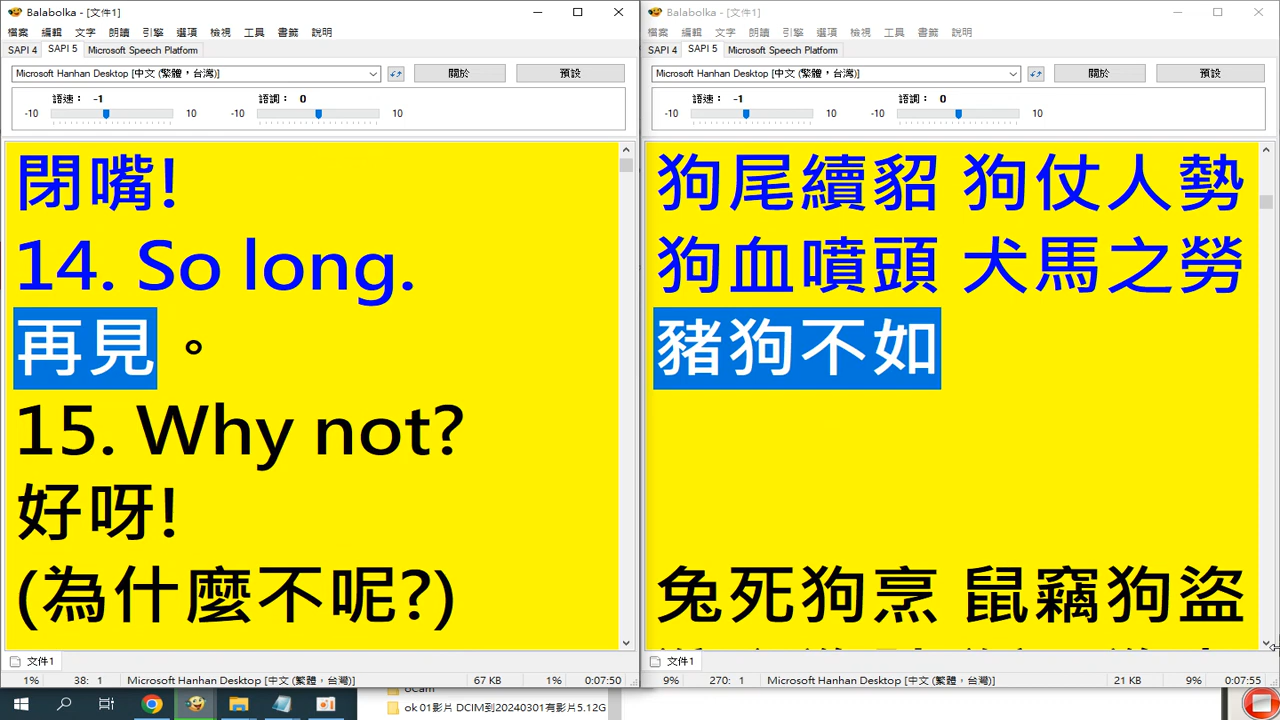 Balabolka - [文件1]
檔案 編輯 文字 朗讀 引擎 選項 檢視 工具 書籤 說明
SAPI 4 SAPI 5 Microsoft Speech Platform
Microsoft Hanhan Desktop [中文 (繁體，台灣)] 關於 預設
語速： -1 語調： 0
-10 10 -10 10
閉嘴!
14. So long.
再見。
15. Why not?
好呀!
(為什麼不呢?)
文件1
1% 38: 1 Microsoft Hanhan Desktop [中文 (繁體，台灣)] 67 KB 1% 0:07:50
Balabolka - [文件1]
檔案 編輯 文字 朗讀 引擎 選項 檢視 工具 書籤 說明
SAPI 4 SAPI 5 Microsoft Speech Platform
Microsoft Hanhan Desktop [中文 (繁體，台灣)] 關於 預設
語速： -1 語調： 0
-10 10 -10 10
狗尾續貂 狗仗人勢
狗血噴頭 犬馬之勞
豬狗不如
兔死狗烹 鼠竊狗盜
文件1
9% 270: 1 Microsoft Hanhan Desktop [中文 (繁體，台灣)] 21 KB 9% 0:07:55
oCam
ok 01影片 DCIM到20240301有影片5.12G